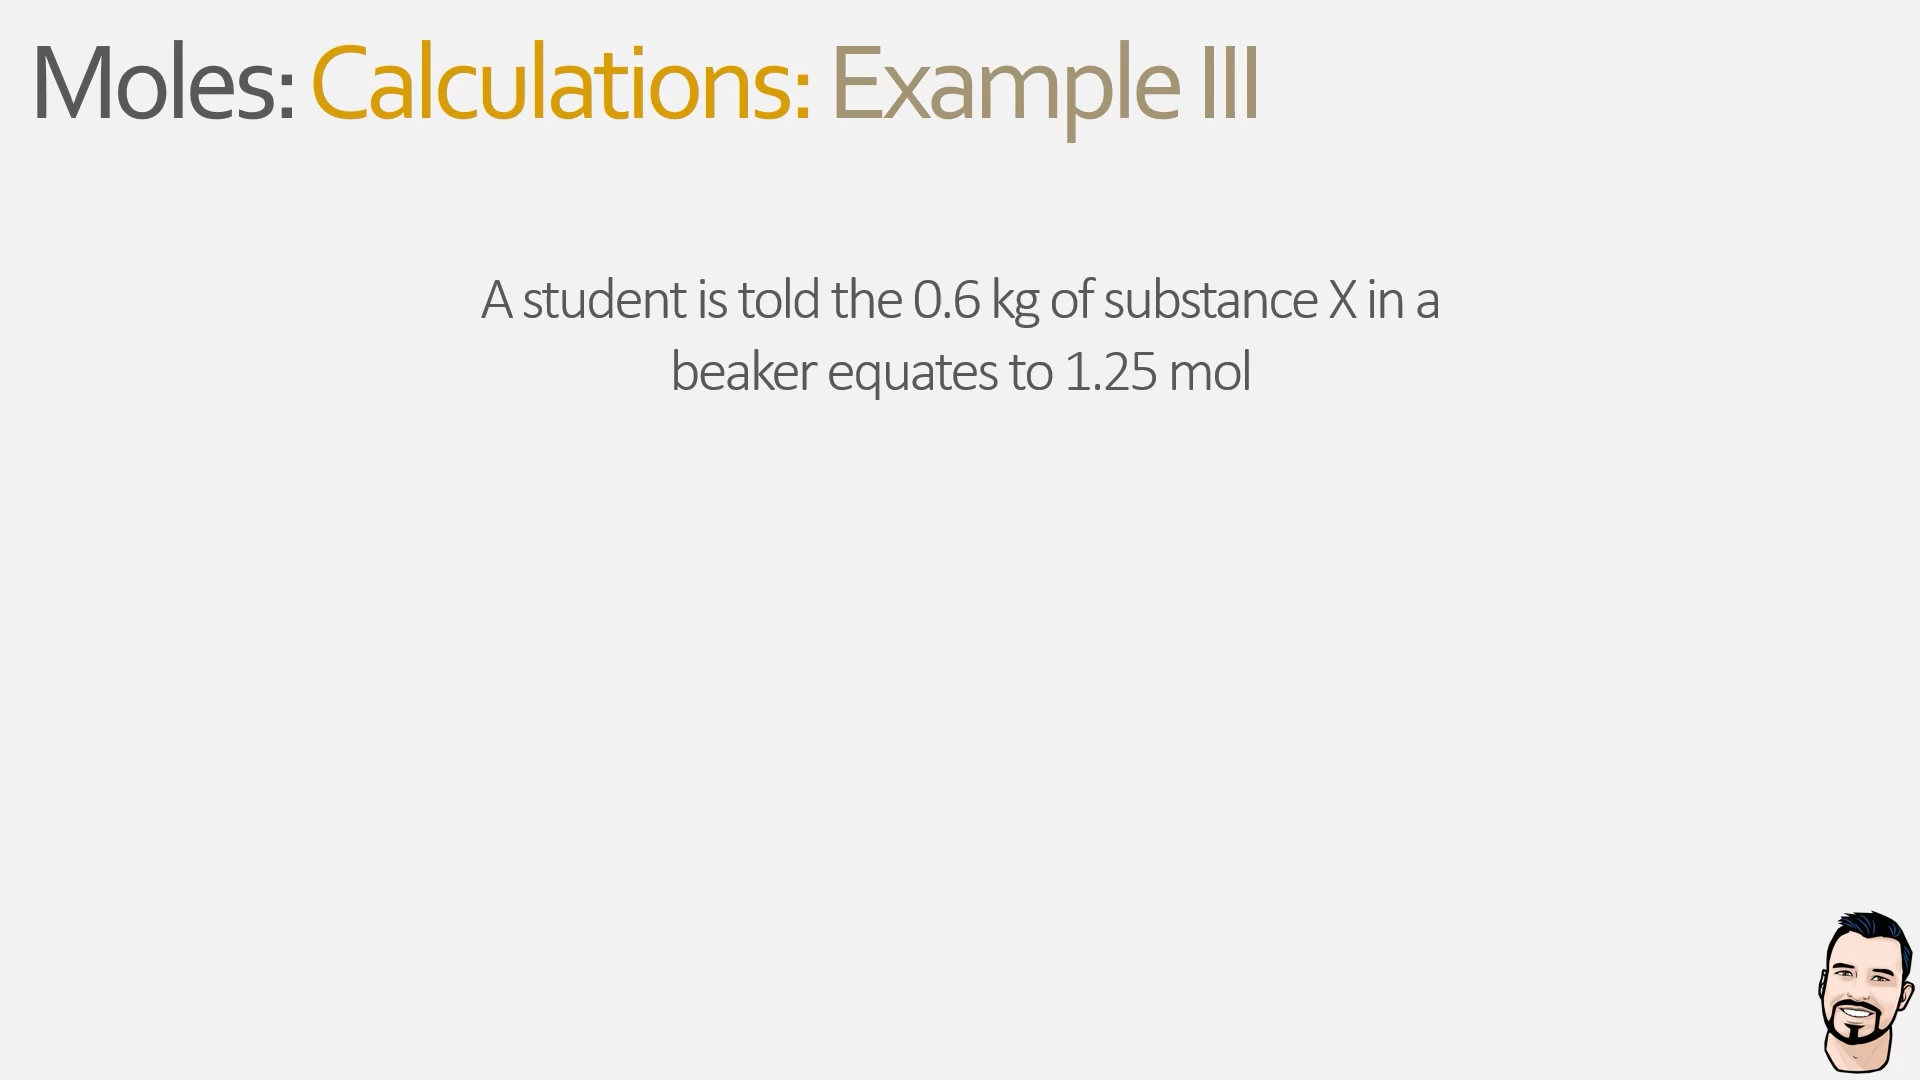 Moles: Calculations: Example III
A student is told the 0.6 kg of substance X in a
beaker equates to 1.25 mol